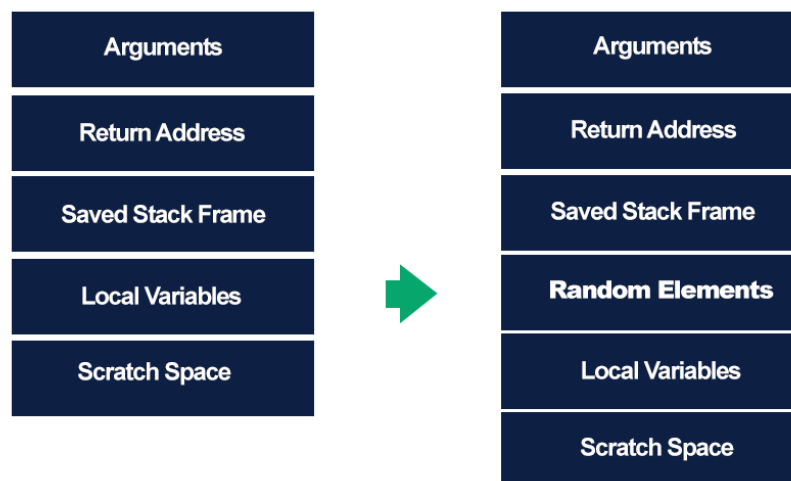 Arguments
Return Address
Saved Stack Frame
Local Variables
Scratch Space
Arguments
Return Address
Saved Stack Frame
Random Elements
Local Variables
Scratch Space